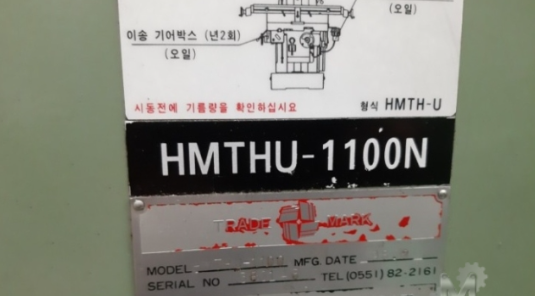 (오일)
이송 기어박스 (년2회)
(오일)
시동전에 기름량을 확인하십시요
형식 HMTH-U
HMTHU-1100N
TRADE MARK
MODEL MFG. DATE
SERIAL NO TEL (0551) 82-2161